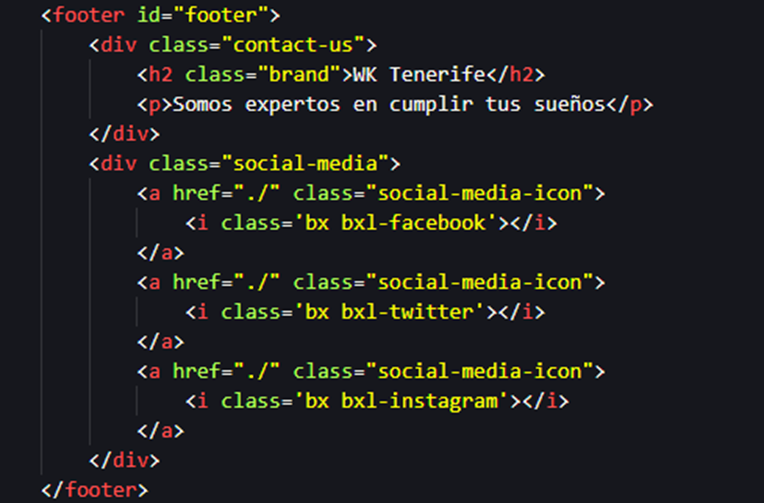 <footer id="footer">
<div class="contact-us">
<h2 class="brand">WK Tenerife</h2>
<p>Somos expertos en cumplir tus sueños</p>
</div>
<div class="social-media">
<a href="./" class="social-media-icon">
<i class='bx bxl-facebook'></i>
</a>
<a href="./" class="social-media-icon">
<i class='bx bxl-twitter'></i>
</a>
<a href="./" class="social-media-icon">
<i class='bx bxl-instagram'></i>
</a>
</div>
</footer>